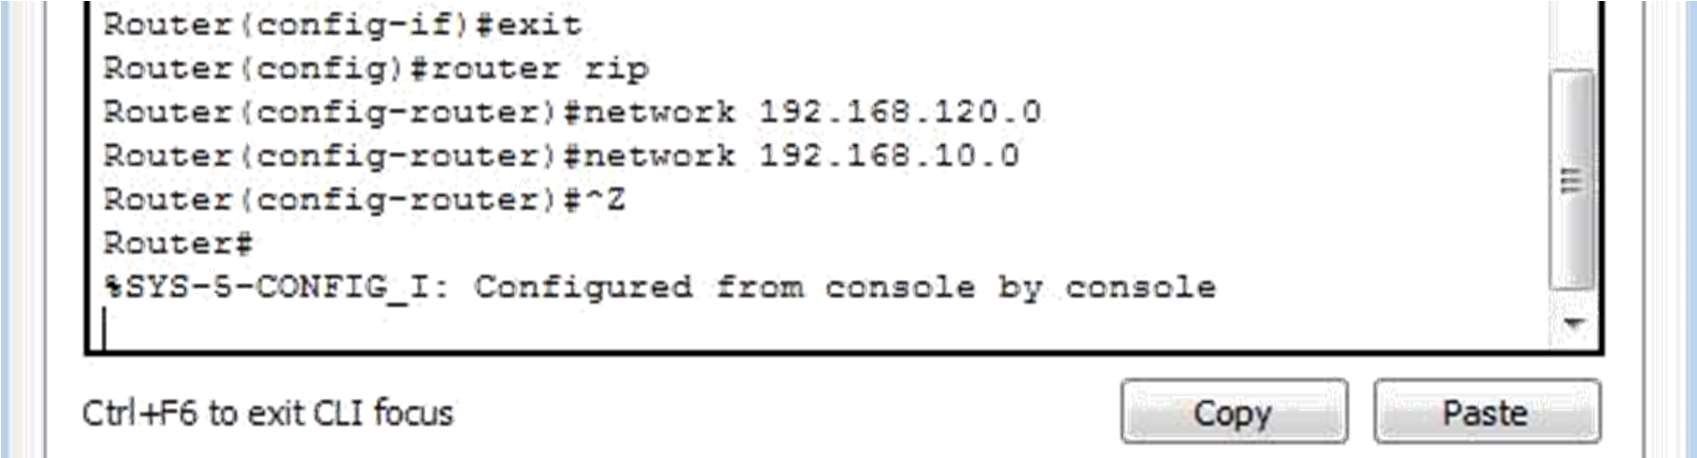 Router(config-if)#exit
Router(config)#router rip
Router(config-router)#network 192.168.120.0
Router(config-router)#network 192.168.10.0
Router(config-router)#^Z
Router#
%SYS-5-CONFIG_I: Configured from console by console
Ctrl+F6 to exit CLI focus
Copy
Paste